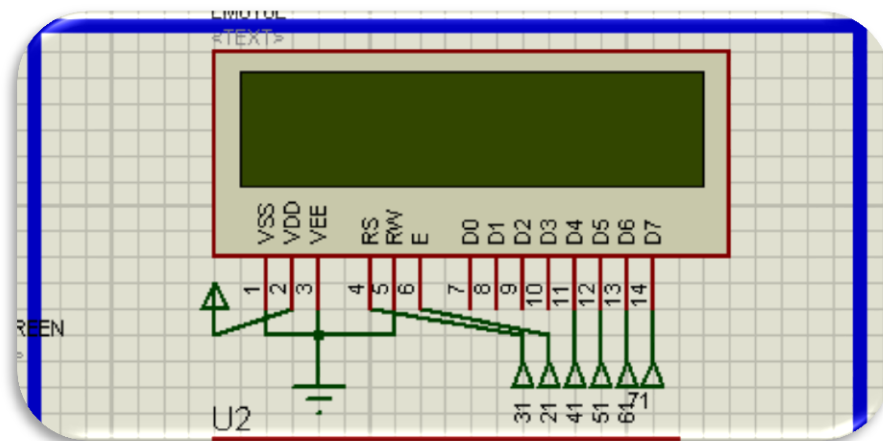 LM016L
<TEXT>
VSS VDD VEE RS RW E D0 D1 D2 D3 D4 D5 D6 D7
1 2 3 4 5 6 7 8 9 10 11 12 13 14
REEN
31 21 41 51 61 71
U2